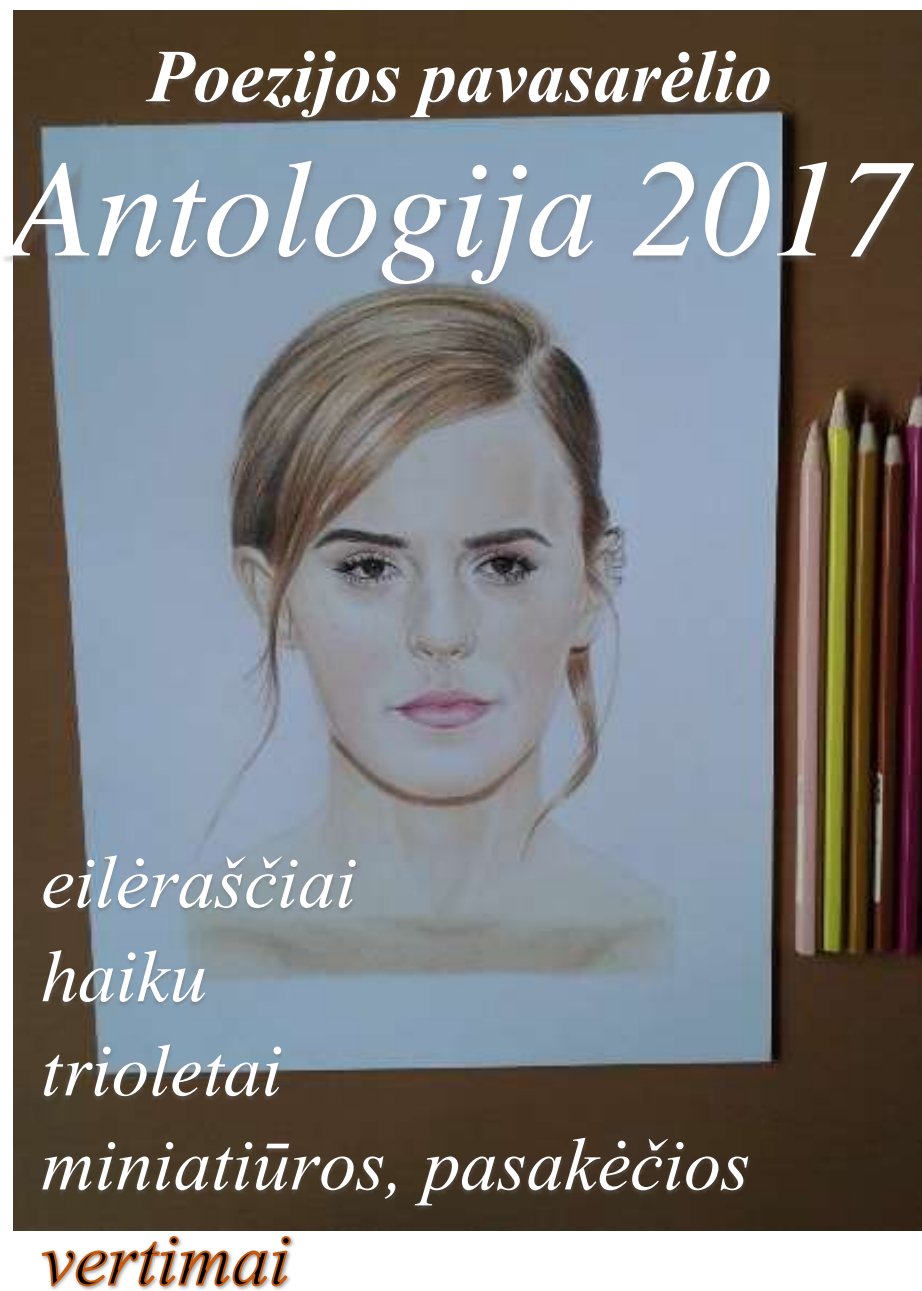 Poezijos pavasarėlio
Antologija 2017
eilėraščiai
haiku
trioletai
miniatiūros, pasakėčios
vertimai